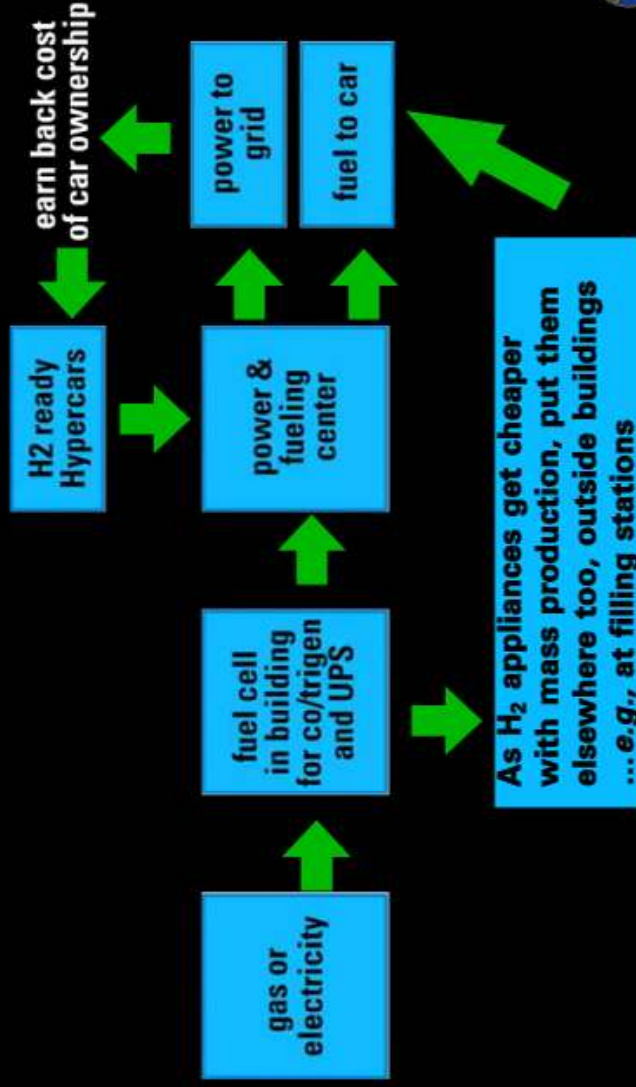 gas or
electricity
fuel cell
in building
for co/trigen
and UPS
H2 ready
Hypercars
power &
fueling
center
earn back cost
of car ownership
power to
grid
fuel to car
As H₂ appliances get cheaper
with mass production, put them
elsewhere too, outside buildings
... e.g., at filling stations